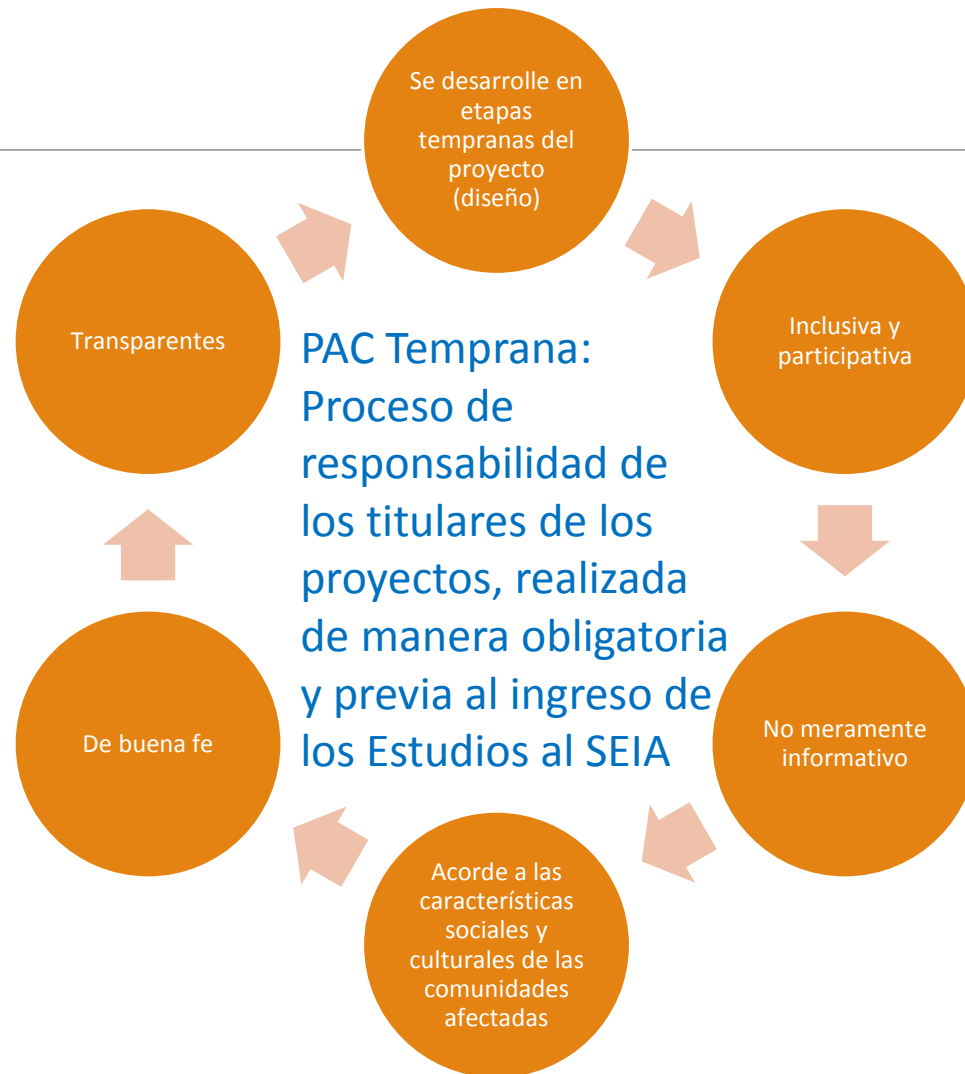 Se desarrolle en
etapas
tempranas del
proyecto
(diseño)
Transparentes
Inclusiva y
participativa
PAC Temprana:
Proceso de
responsabilidad de
los titulares de los
proyectos, realizada
de manera obligatoria
y previa al ingreso de
los Estudios al SEIA
De buena fe
No meramente
informativo
Acorde a las
características
sociales y
culturales de las
comunidades
afectadas